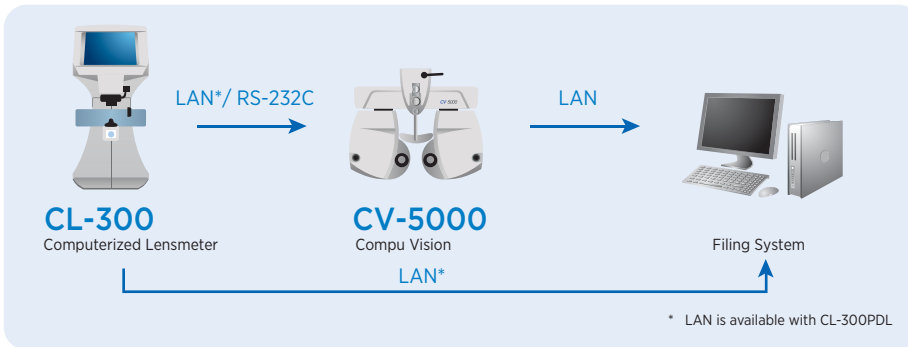 LAN*/ RS-232C
LAN
CV-5000
CL-300
Computerized Lensmeter
CV-5000
Compu Vision
Filing System
LAN*
* LAN is available with CL-300PDL